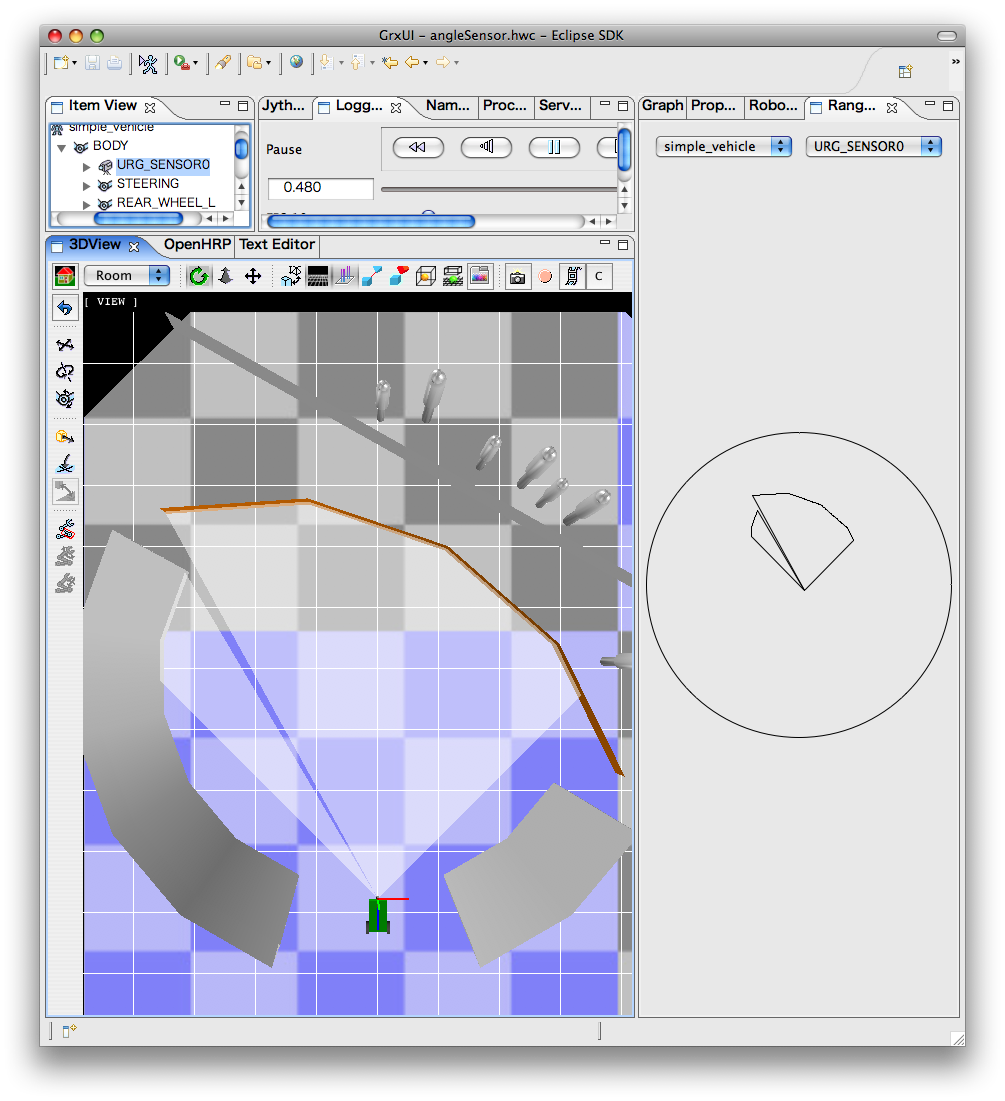 GrxUI - angleSensor.hwc - Eclipse SDK
»
Item View
simple_vehicle
BODY
URG_SENSOR0
STEERING
REAR_WHEEL_L
Jyth... Logg... Nam... Proc... Serv...
Pause
0.480
Graph Prop... Robo... Rang...
simple_vehicle URG_SENSOR0
3DView OpenHRP Text Editor
Room C
[ VIEW ]